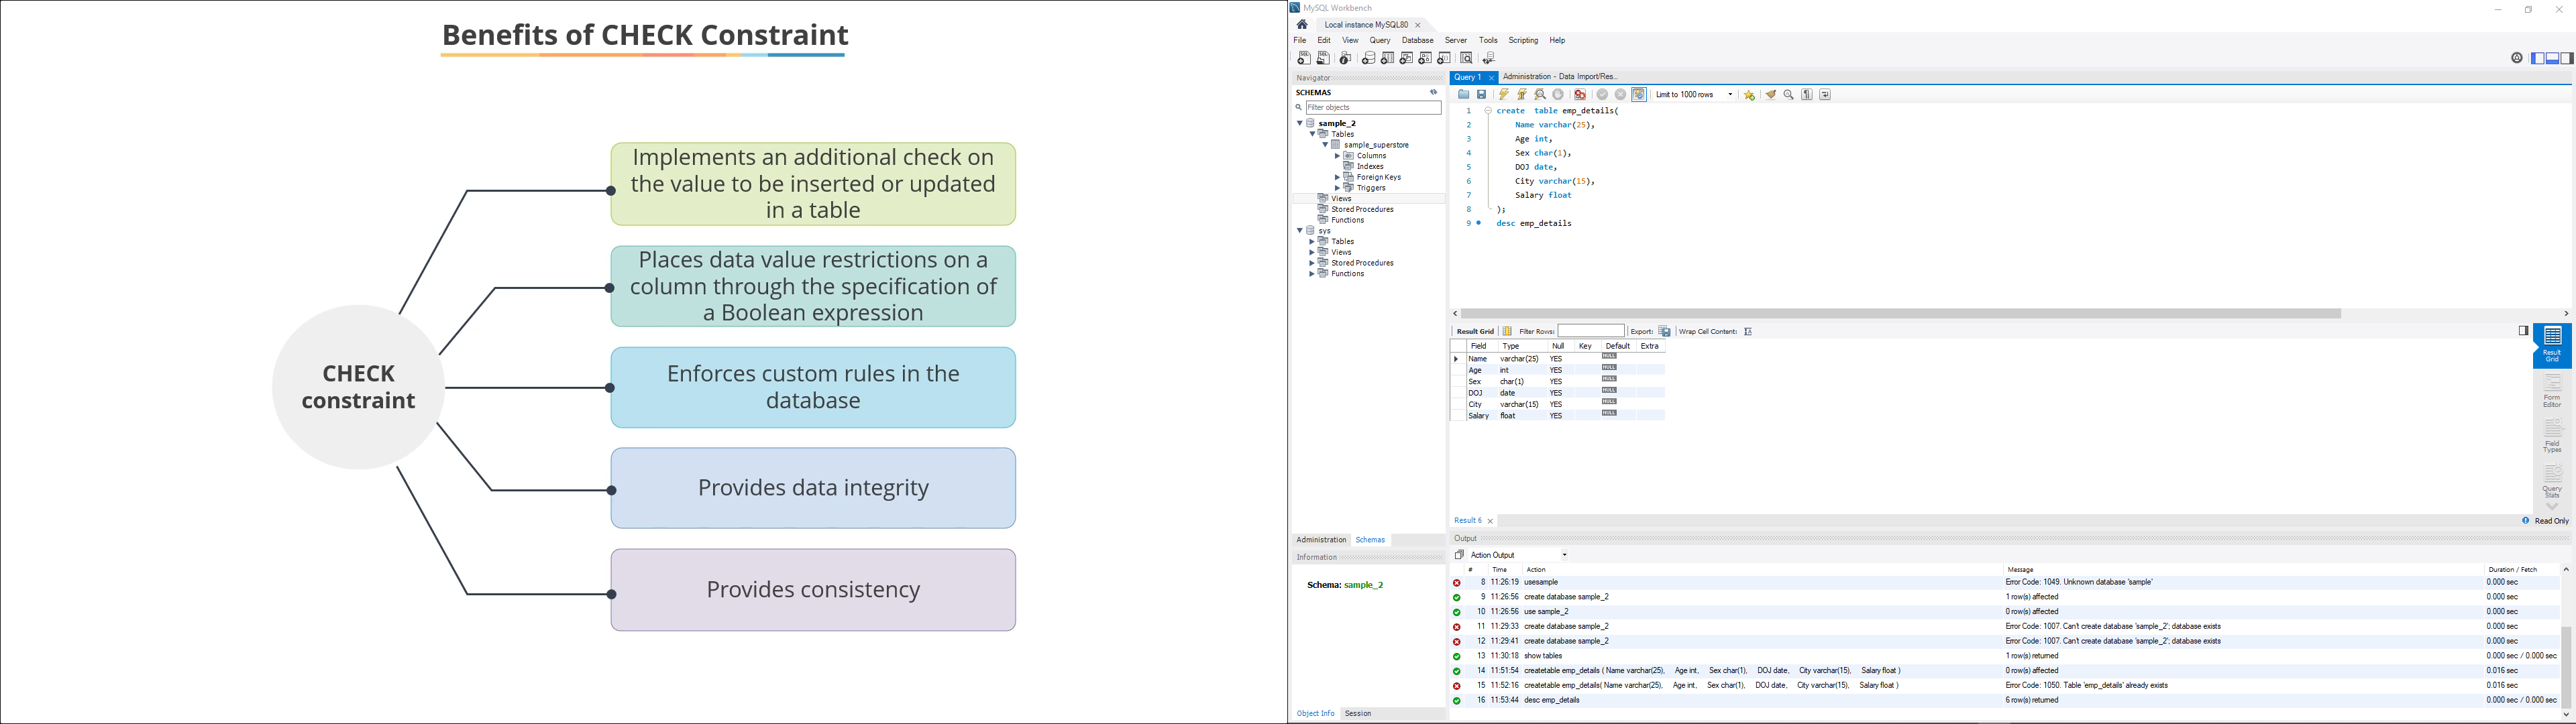 Benefits of CHECK Constraint
CHECK
constraint
Implements an additional check on
the value to be inserted or updated
in a table
Places data value restrictions on a
column through the specification of
a Boolean expression
Enforces custom rules in the
database
Provides data integrity
Provides consistency
MySQL Workbench
Local instance MySQL80
File Edit View Query Database Server Tools Scripting Help
Navigator
SCHEMAS
Filter objects
sample_2
Tables
sample_superstore
Columns
Indexes
Foreign Keys
Triggers
Views
Stored Procedures
Functions
sys
Tables
Views
Stored Procedures
Functions
Administration Schemas
Information
Schema: sample_2
Object Info Session
Query 1 Administration - Data Import/Res..
Limit to 1000 rows
1 create table emp_details(
2 Name varchar(25),
3 Age int,
4 Sex char(1),
5 DOJ date,
6 City varchar(15),
7 Salary float
8 );
9 desc emp_details
Result Grid Filter Rows: Export: Wrap Cell Content:
Field Type Null Key Default Extra
Name varchar(25) YES NULL
Age int YES NULL
Sex char(1) YES NULL
DOJ date YES NULL
City varchar(15) YES NULL
Salary float YES NULL
Result
Grid
Form
Editor
Field
Types
Query
Stats
Result 6 Read Only
Output
Action Output
# Time Action Message Duration / Fetch
8 11:26:19 usesample Error Code: 1049. Unknown database 'sample' 0.000 sec
9 11:26:56 create database sample_2 1 row(s) affected 0.000 sec
10 11:26:56 use sample_2 0 row(s) affected 0.000 sec
11 11:29:33 create database sample_2 Error Code: 1007. Can't create database 'sample_2'; database exists 0.000 sec
12 11:29:41 create database sample_2 Error Code: 1007. Can't create database 'sample_2'; database exists 0.000 sec
13 11:30:18 show tables 1 row(s) returned 0.000 sec / 0.000 sec
14 11:51:54 createtable emp_details ( Name varchar(25), Age int, Sex char(1), DOJ date, City varchar(15), Salary float ) 0 row(s) affected 0.016 sec
15 11:52:16 createtable emp_details( Name varchar(25), Age int, Sex char(1), DOJ date, City varchar(15), Salary float ) Error Code: 1050. Table 'emp_details' already exists 0.016 sec
16 11:53:44 desc emp_details 6 row(s) returned 0.000 sec / 0.000 sec